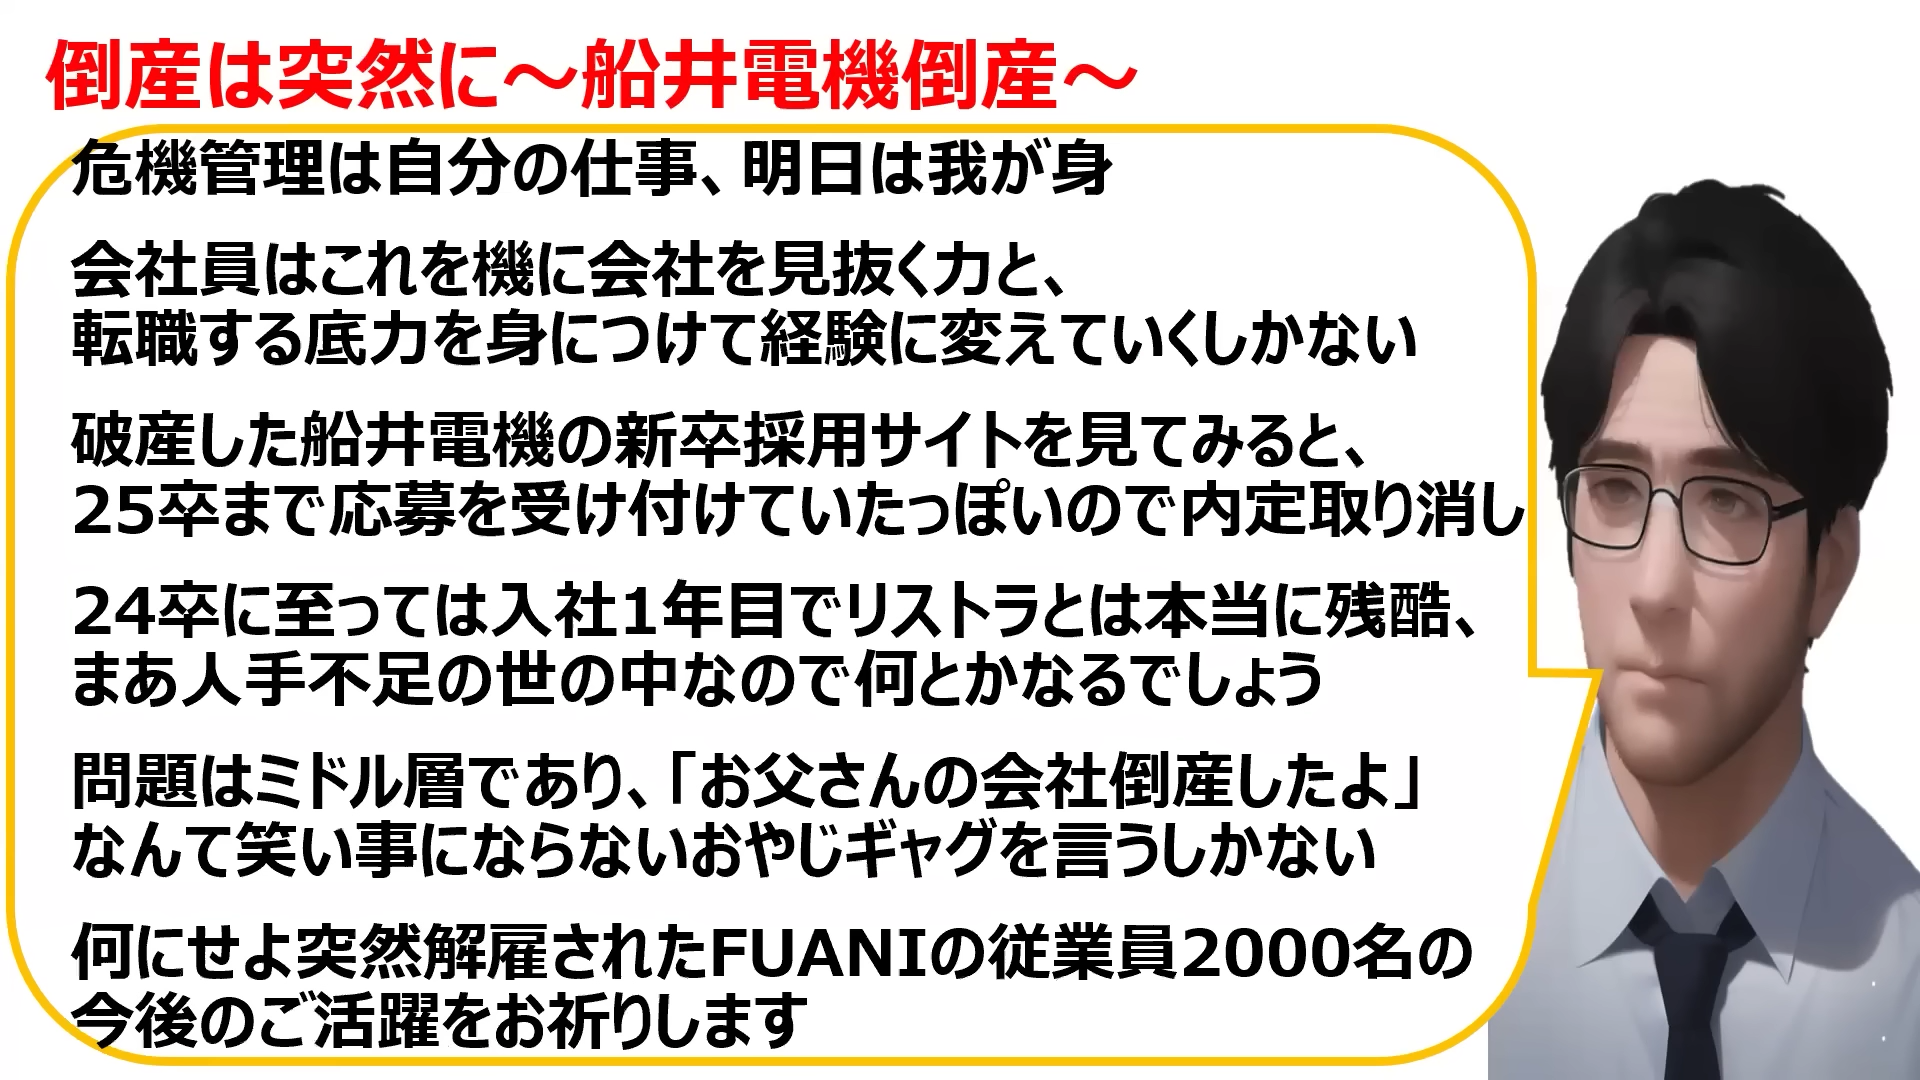 倒産は突然に～船井電機倒産～
危機管理は自分の仕事、明日は我が身
会社員はこれを機に会社を見抜く力と、
転職する底力を身につけて経験に変えていくしかない
破産した船井電機の新卒採用サイトを見てみると、
25卒まで応募を受け付けていたっぽいので内定取り消し
24卒に至っては入社1年目でリストラとは本当に残酷、
まあ人手不足の世の中なので何とかなるでしょう
問題はミドル層であり、「お父さんの会社倒産したよ」
なんて笑い事にならないおやじギャグを言うしかない
何にせよ突然解雇されたFUANIの従業員2000名の
今後のご活躍をお祈りします